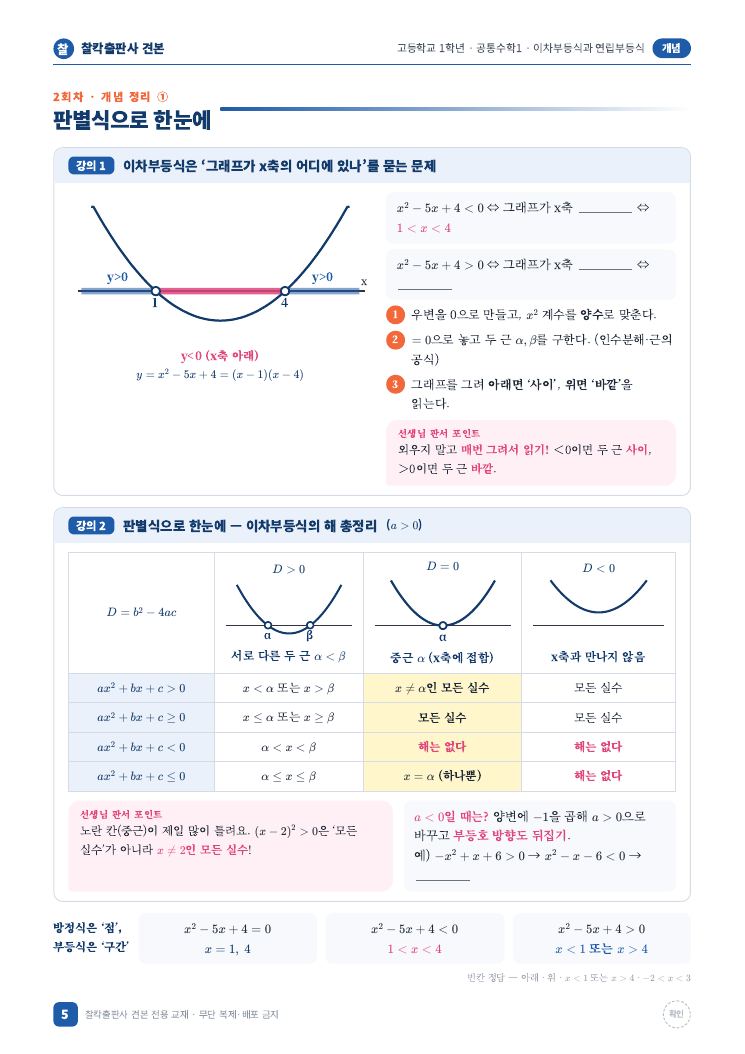 찰 찰칵출판사 견본
고등학교 1학년 · 공통수학1 · 이차부등식과 연립부등식 개념
2회차 · 개념 정리 ①
판별식으로 한눈에
강의 1 이차부등식은 ‘그래프가 x축의 어디에 있나’를 묻는 문제
y>0
y>0
x
1
4
y<0 (x축 아래)
y = x² − 5x + 4 = (x − 1)(x − 4)
x² − 5x + 4 < 0 ⇔ 그래프가 x축 ________ ⇔
1 < x < 4
x² − 5x + 4 > 0 ⇔ 그래프가 x축 ________ ⇔
________
1 우변을 0으로 만들고, x² 계수를 양수로 맞춘다.
2 = 0으로 놓고 두 근 α, β를 구한다. (인수분해·근의
공식)
3 그래프를 그려 아래면 ‘사이’, 위면 ‘바깥’을
읽는다.
선생님 판서 포인트
외우지 말고 매번 그려서 읽기! <0이면 두 근 사이,
>0이면 두 근 바깥.
강의 2 판별식으로 한눈에 — 이차부등식의 해 총정리 (a > 0)
D = b² − 4ac
D > 0
α β
서로 다른 두 근 α < β
D = 0
α
중근 α (x축에 접함)
D < 0
x축과 만나지 않음
ax² + bx + c > 0 x < α 또는 x > β x ≠ α인 모든 실수 모든 실수
ax² + bx + c ≥ 0 x ≤ α 또는 x ≥ β 모든 실수 모든 실수
ax² + bx + c < 0 α < x < β 해는 없다 해는 없다
ax² + bx + c ≤ 0 α ≤ x ≤ β x = α (하나뿐) 해는 없다
선생님 판서 포인트
노란 칸(중근)이 제일 많이 틀려요. (x − 2)² > 0은 ‘모든
실수’가 아니라 x ≠ 2인 모든 실수!
a < 0일 때는? 양변에 −1을 곱해 a > 0으로
바꾸고 부등호 방향도 뒤집기.
예) −x² + x + 6 > 0 → x² − x − 6 < 0 →
________
방정식은 ‘점’,
부등식은 ‘구간’
x² − 5x + 4 = 0
x = 1, 4
x² − 5x + 4 < 0
1 < x < 4
x² − 5x + 4 > 0
x < 1 또는 x > 4
빈칸 정답 — 아래 · 위 · x < 1 또는 x > 4 · −2 < x < 3
5 찰칵출판사 견본 전용 교재 · 무단 복제·배포 금지
확인